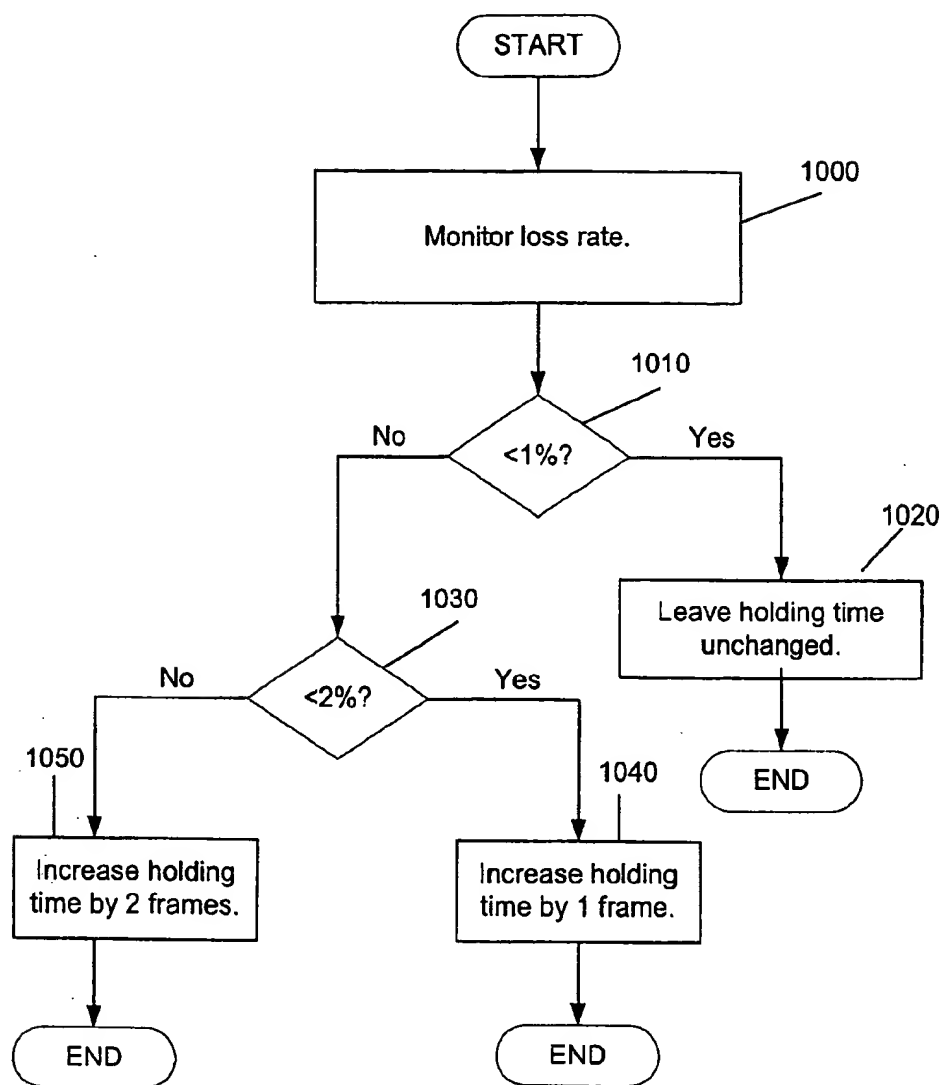 START
1000
Monitor loss rate.
1010
No
<1%?
Yes
1020
Leave holding time
unchanged.
1030
No
<2%?
Yes
END
1050
1040
Increase holding
time by 2 frames.
Increase holding
time by 1 frame.
END
END